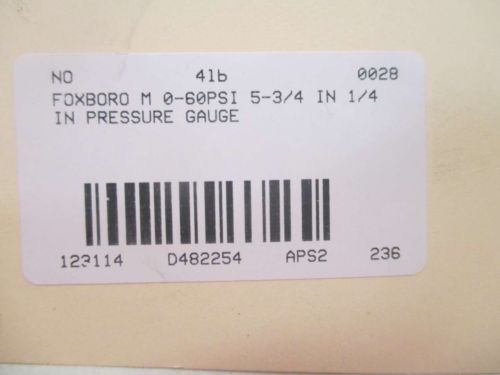 NO 41b 0028
FOXBORO M 0-60PSI 5-3/4 IN 1/4
IN PRESSURE GAUGE
123114 D482254 APS2 236